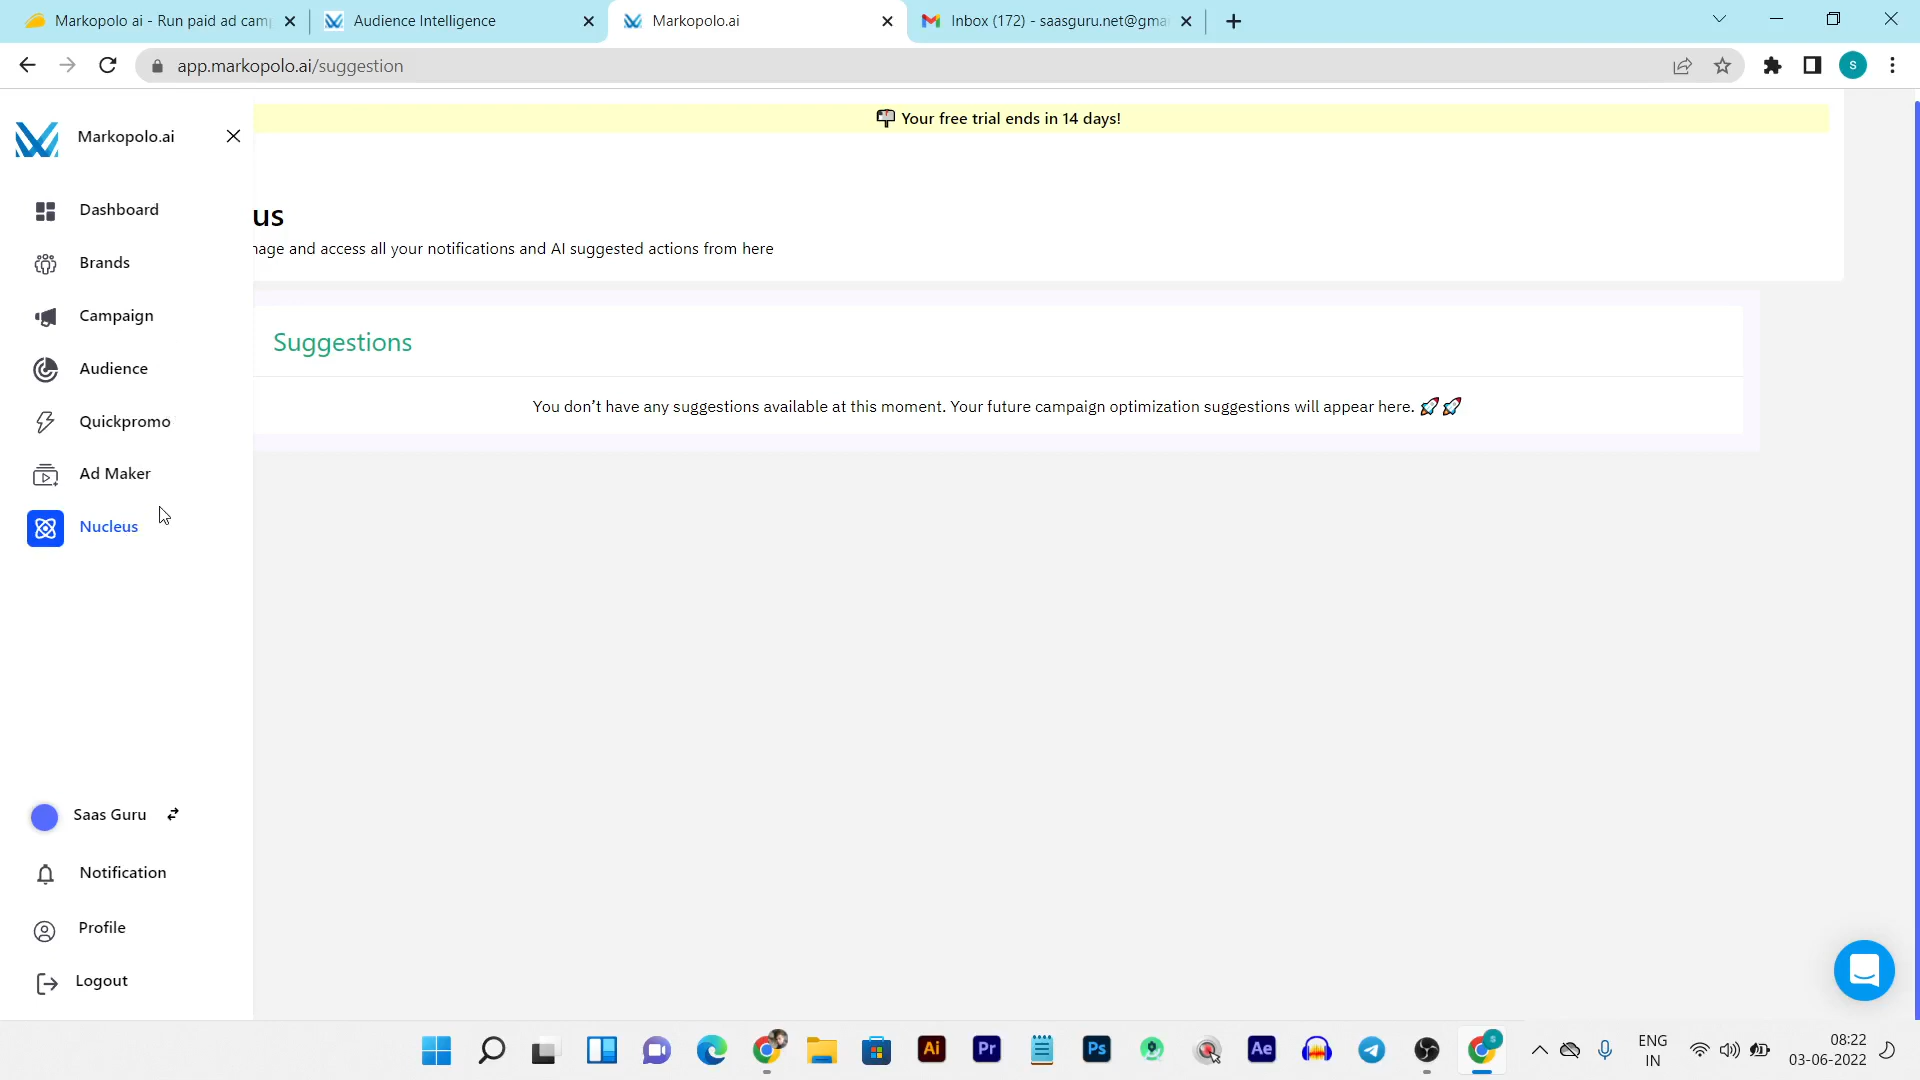 Markopolo ai - Run paid ad camp
Audience Intelligence
Markopolo.ai
Inbox (172) - saasguru.net@gmai
app.markopolo.ai/suggestion
S
Markopolo.ai
📬 Your free trial ends in 14 days!
Dashboard
us
nage and access all your notifications and AI suggested actions from here
Brands
Campaign
Suggestions
Audience
You don’t have any suggestions available at this moment. Your future campaign optimization suggestions will appear here. 🚀🚀
Quickpromo
Ad Maker
Nucleus
Saas Guru
Notification
Profile
Logout
Ai
Pr
Ps
Ae
S
ENG
IN
08:22
03-06-2022